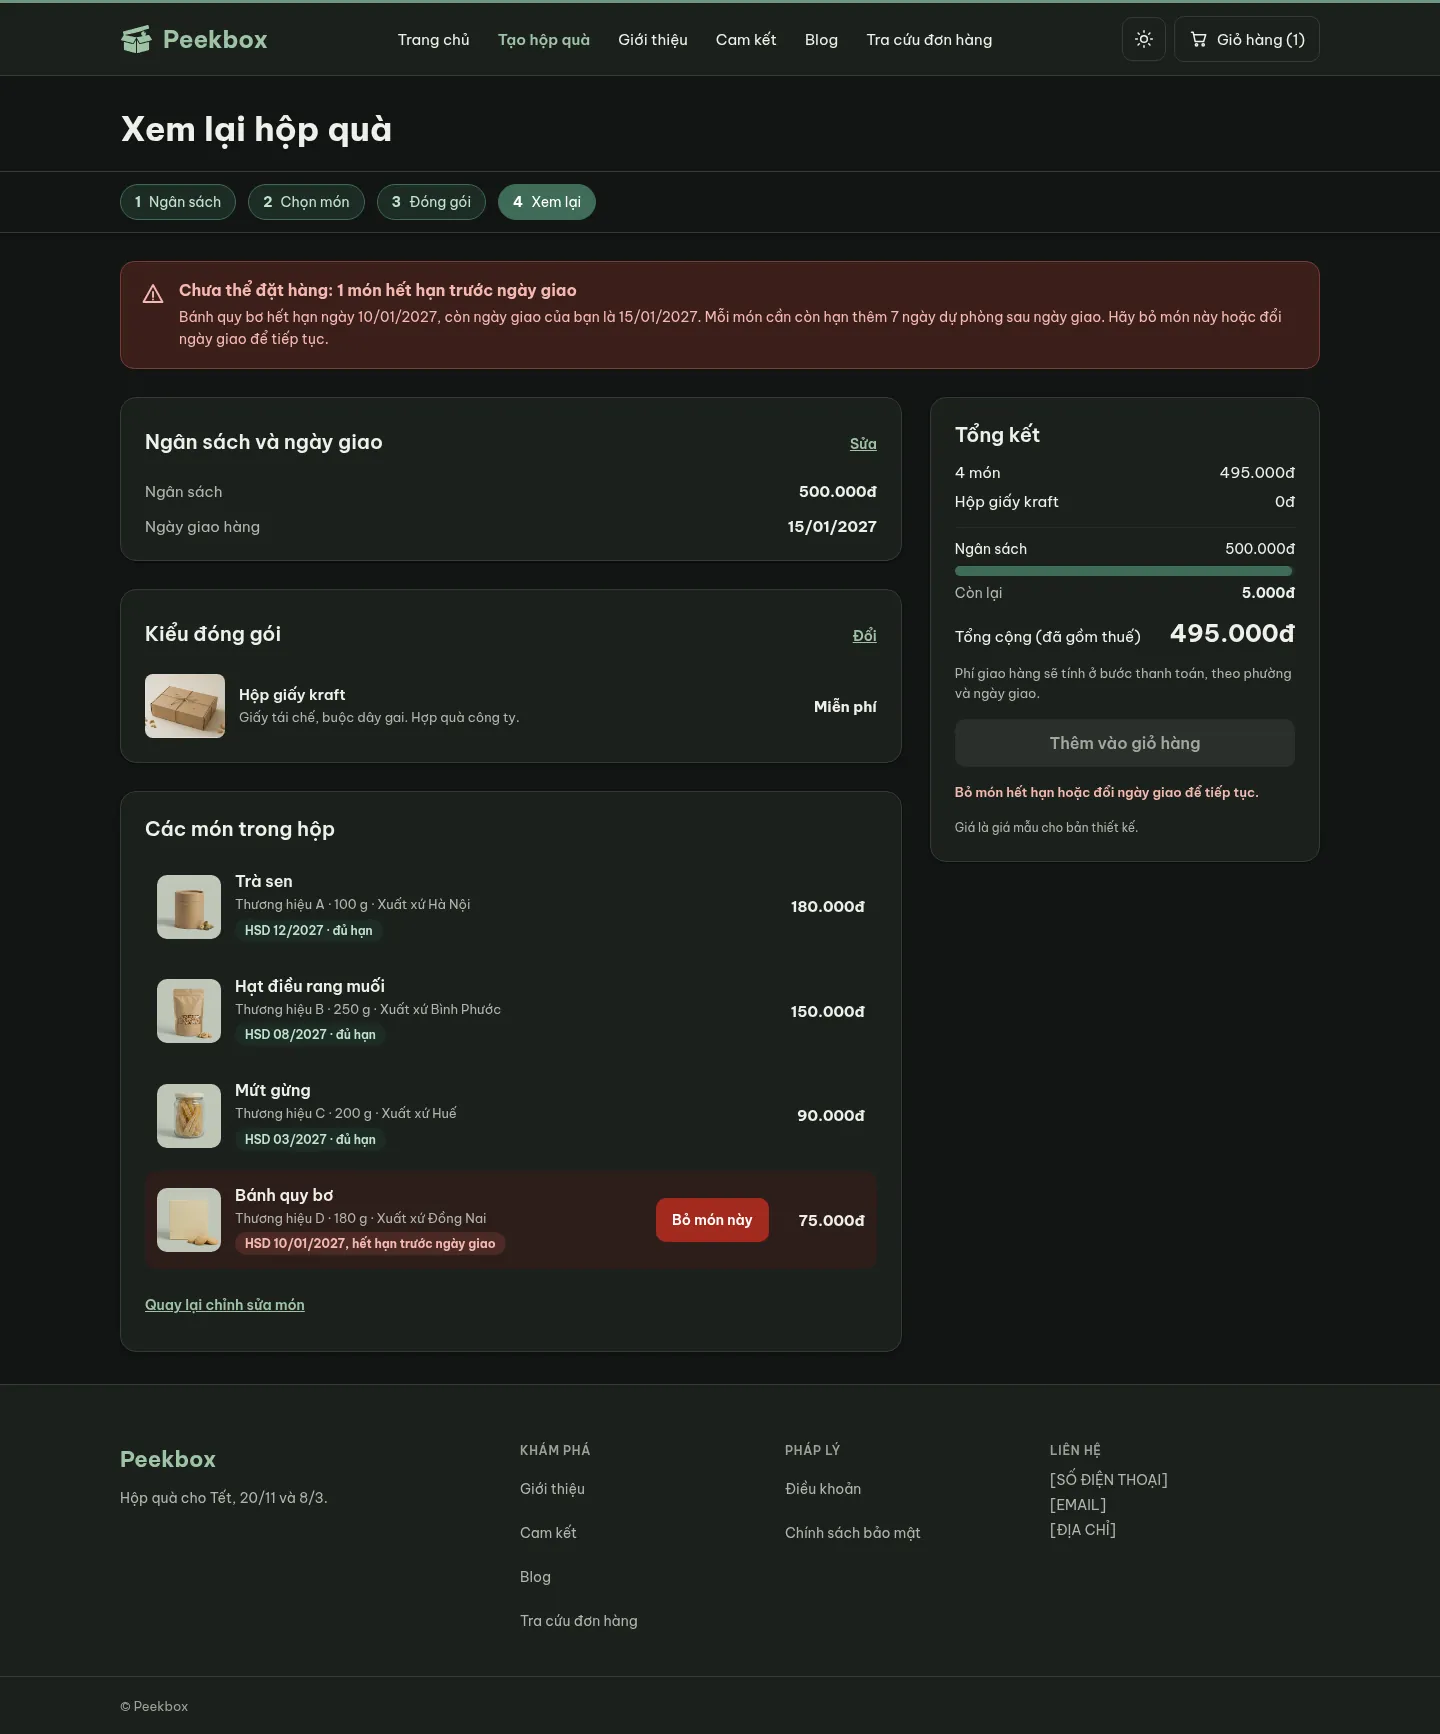 Peekbox
Trang chủ
Tạo hộp quà
Giới thiệu
Cam kết
Blog
Tra cứu đơn hàng
Giỏ hàng (1)
Xem lại hộp quà
1 Ngân sách
2 Chọn món
3 Đóng gói
4 Xem lại
Chưa thể đặt hàng: 1 món hết hạn trước ngày giao
Bánh quy bơ hết hạn ngày 10/01/2027, còn ngày giao của bạn là 15/01/2027. Mỗi món cần còn hạn thêm 7 ngày dự phòng sau ngày giao. Hãy bỏ món này hoặc đổi
ngày giao để tiếp tục.
Ngân sách và ngày giao
Sửa
Ngân sách 500.000đ
Ngày giao hàng 15/01/2027
Kiểu đóng gói
Đổi
Hộp giấy kraft
Giấy tái chế, buộc dây gai. Hợp quà công ty.
Miễn phí
Các món trong hộp
Trà sen
Thương hiệu A · 100 g · Xuất xứ Hà Nội
HSD 12/2027 · đủ hạn
180.000đ
Hạt điều rang muối
Thương hiệu B · 250 g · Xuất xứ Bình Phước
HSD 08/2027 · đủ hạn
150.000đ
Mứt gừng
Thương hiệu C · 200 g · Xuất xứ Huế
HSD 03/2027 · đủ hạn
90.000đ
Bánh quy bơ
Thương hiệu D · 180 g · Xuất xứ Đồng Nai
HSD 10/01/2027, hết hạn trước ngày giao
Bỏ món này
75.000đ
Quay lại chỉnh sửa món
Tổng kết
4 món 495.000đ
Hộp giấy kraft 0đ
Ngân sách 500.000đ
Còn lại 5.000đ
Tổng cộng (đã gồm thuế) 495.000đ
Phí giao hàng sẽ tính ở bước thanh toán, theo phường
và ngày giao.
Thêm vào giỏ hàng
Bỏ món hết hạn hoặc đổi ngày giao để tiếp tục.
Giá là giá mẫu cho bản thiết kế.
Peekbox
Hộp quà cho Tết, 20/11 và 8/3.
KHÁM PHÁ
Giới thiệu
Cam kết
Blog
Tra cứu đơn hàng
PHÁP LÝ
Điều khoản
Chính sách bảo mật
LIÊN HỆ
[SỐ ĐIỆN THOẠI]
[EMAIL]
[ĐỊA CHỈ]
© Peekbox